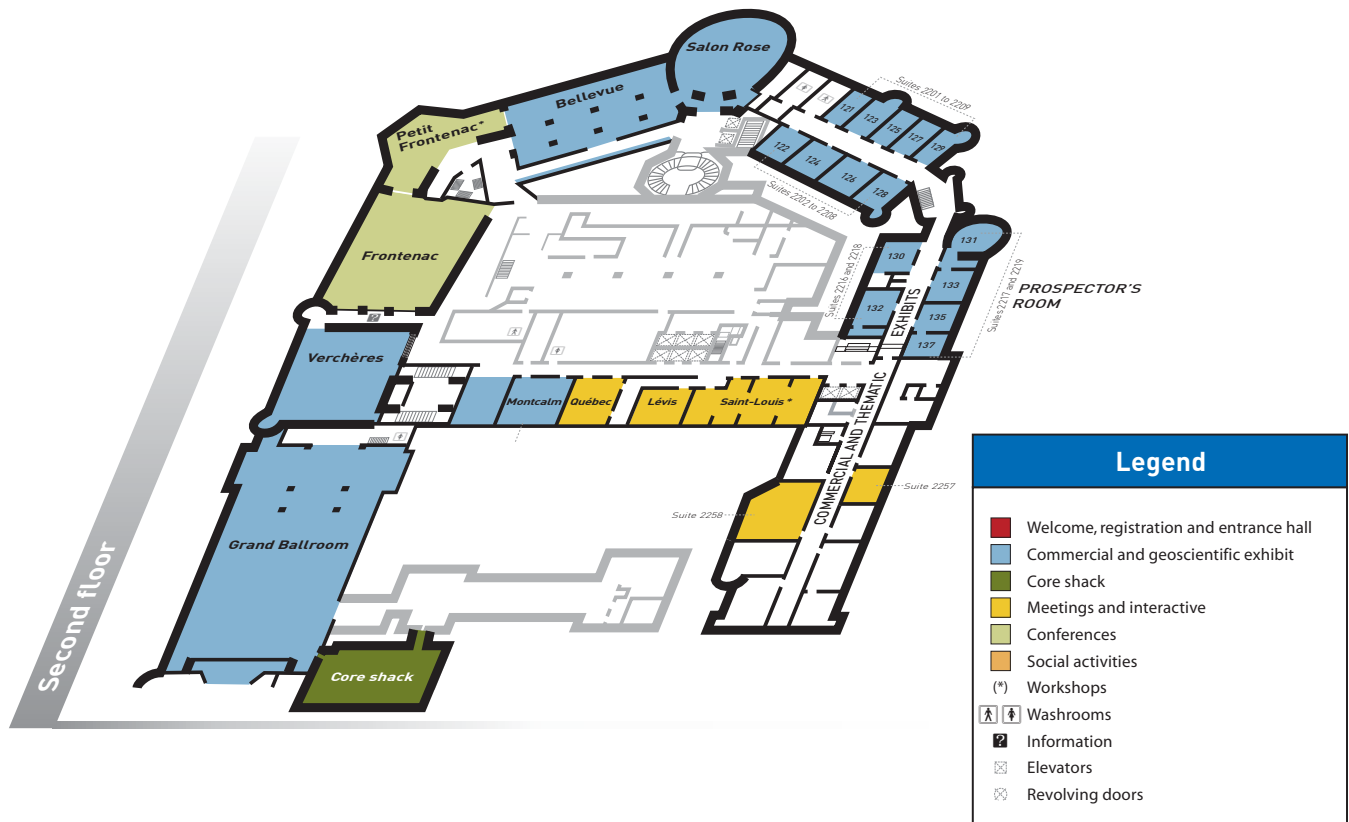 Salon Rose
Bellevue
Petit
Frontenac*
Suites 2201 to 2209
121
123
125
127
129
122
124
126
128
Suites 2202 to 2208
Frontenac
Suites 2216 and 2218
130
132
131
133
135
137
Suites 2217 and 2219
PROSPECTOR'S
ROOM
COMMERCIAL AND THEMATIC EXHIBITS
?
Verchères
Montcalm
Québec
Lévis
Saint-Louis *
Suite 2257
Suite 2258
Grand Ballroom
Core shack
Second floor
Legend
Welcome, registration and entrance hall
Commercial and geoscientific exhibit
Core shack
Meetings and interactive
Conferences
Social activities
(*) Workshops
Washrooms
? Information
Elevators
Revolving doors